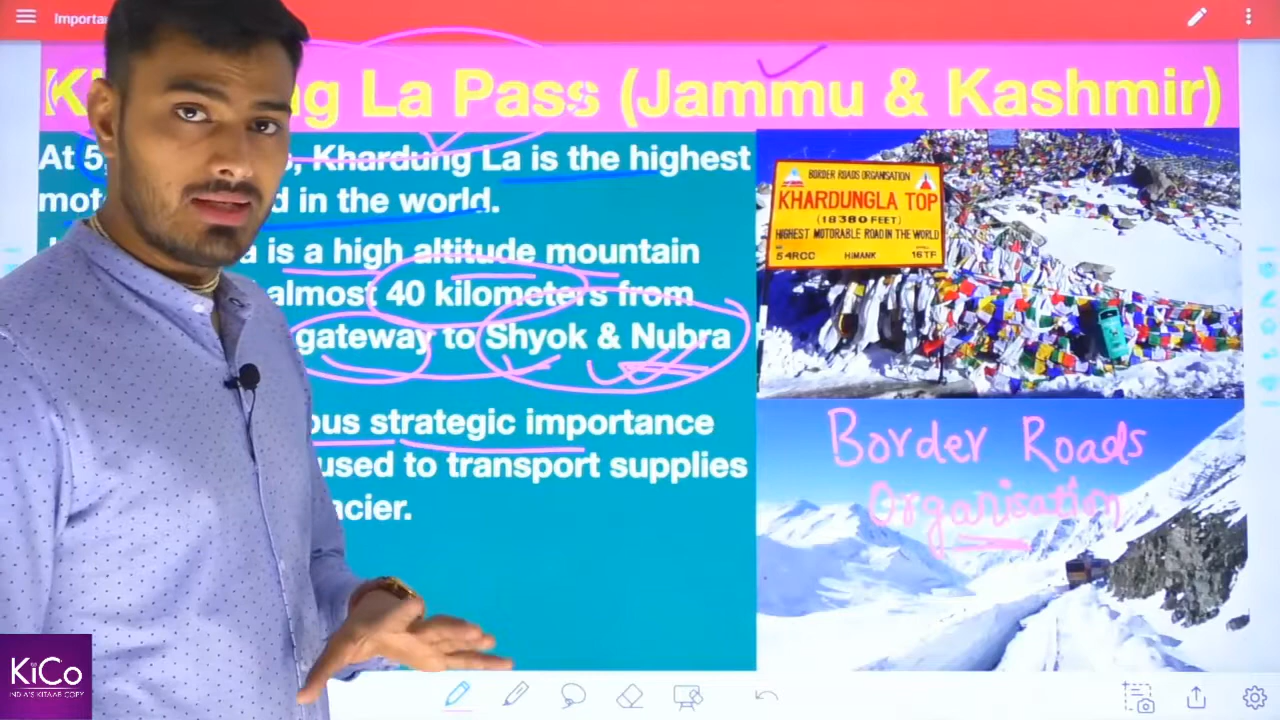 Importa
K ng La Pass (Jammu & Kashmir)
At 5, s, Khardung La is the highest
mot d in the world.
a is a high altitude mountain
almost 40 kilometers from
gateway to Shyok & Nubra
ous strategic importance
used to transport supplies
acier.
BORDER ROADS ORGANISATION
KHARDUNGLA TOP
(18380 FEET)
HIGHEST MOTORABLE ROAD IN THE WORLD
54RCC HIMANK 16TF
Border Roads
Organisation
KiCo
INDIA'S KITAAB COPY